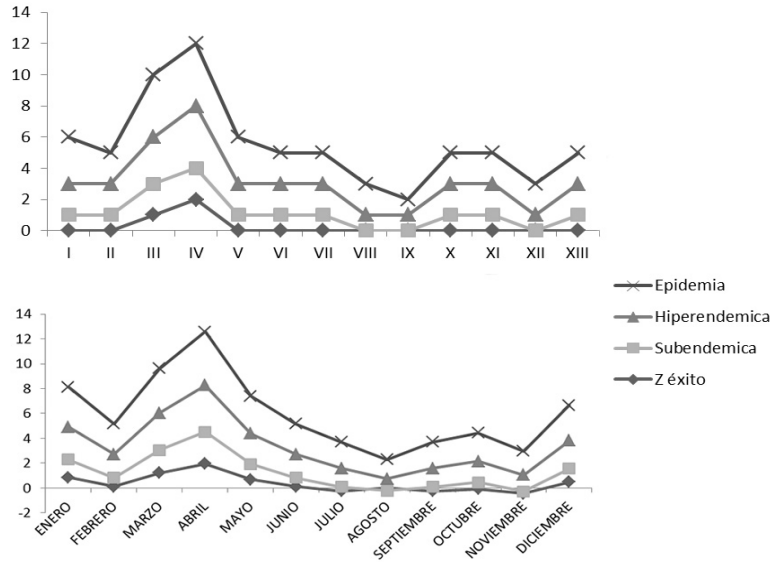 14
12
10
8
6
4
2
0
I II III IV V VI VII VIII IX X XI XII XIII
14
12
10
8
6
4
2
0
-2
ENERO FEBRERO MARZO ABRIL MAYO JUNIO JULIO AGOSTO SEPTIEMBRE OCTUBRE NOVIEMBRE DICIEMBRE
Epidemia
Hiperendemica
Subendemica
Z éxito